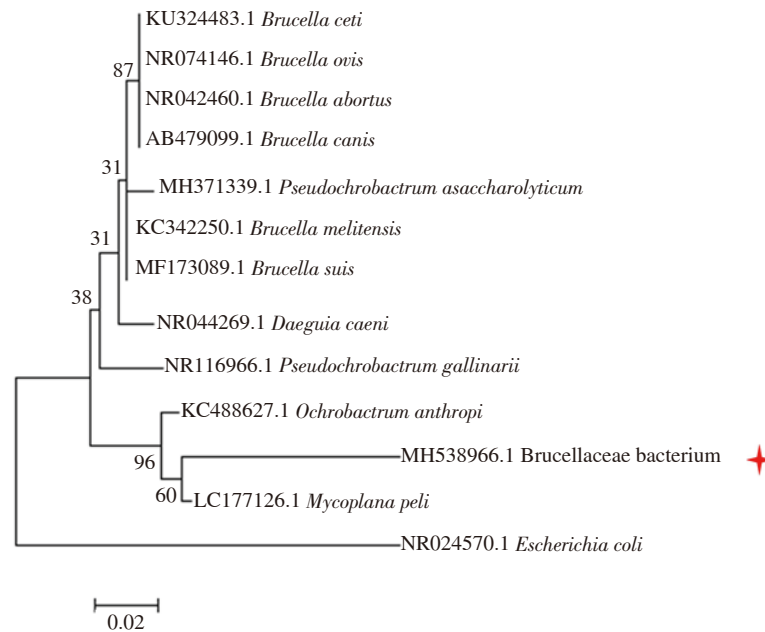 KU324483.1 Brucella ceti
NR074146.1 Brucella ovis
87
NR042460.1 Brucella abortus
AB479099.1 Brucella canis
31
MH371339.1 Pseudochrobactrum asaccharolyticum
KC342250.1 Brucella melitensis
31
MF173089.1 Brucella suis
38
NR044269.1 Daeguia caeni
NR116966.1 Pseudochrobactrum gallinarii
KC488627.1 Ochrobactrum anthropi
MH538966.1 Brucellaceae bacterium
96
60
LC177126.1 Mycoplana peli
NR024570.1 Escherichia coli
0.02